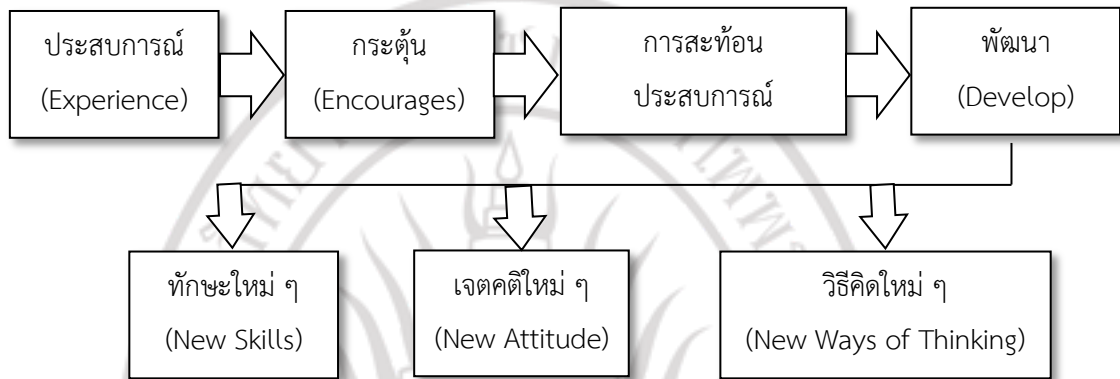 ประสบการณ์
(Experience)
กระตุ้น
(Encourages)
การสะท้อน
ประสบการณ์
พัฒนา
(Develop)
ทักษะใหม่ ๆ
(New Skills)
เจตคติใหม่ ๆ
(New Attitude)
วิธีคิดใหม่ ๆ
(New Ways of Thinking)